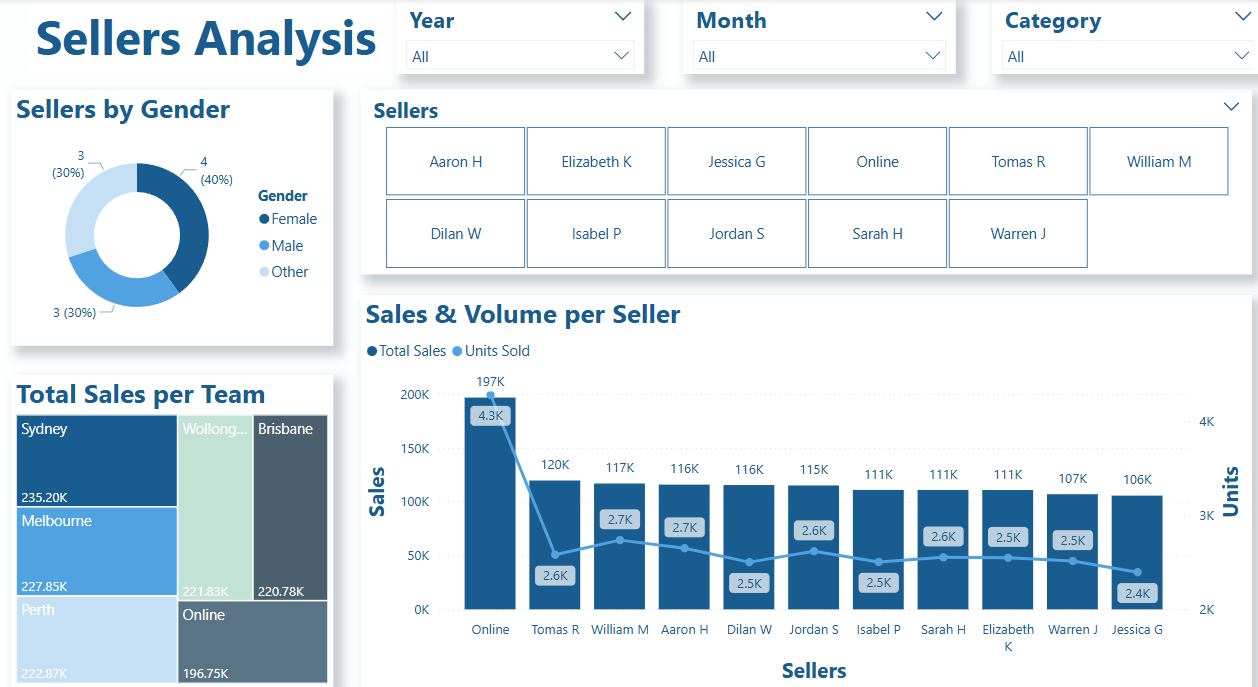 Sellers Analysis
Year
All
Month
All
Category
All
Sellers by Gender
3
(30%)
4
(40%)
3 (30%)
Gender
Female
Male
Other
Sellers
Aaron H
Elizabeth K
Jessica G
Online
Tomas R
William M
Dilan W
Isabel P
Jordan S
Sarah H
Warren J
Total Sales per Team
Sydney
235.20K
Melbourne
227.85K
Perth
222.87K
Wollong...
221.83K
Brisbane
220.78K
Online
196.75K
Sales & Volume per Seller
Total Sales
Units Sold
Sales
200K
150K
100K
50K
0K
197K
120K
117K
116K
116K
115K
111K
111K
111K
107K
106K
4.3K
2.6K
2.7K
2.7K
2.5K
2.6K
2.5K
2.6K
2.5K
2.5K
2.4K
4K
3K
2K
Units
Online
Tomas R
William M
Aaron H
Dilan W
Jordan S
Isabel P
Sarah H
Elizabeth
K
Warren J
Jessica G
Sellers